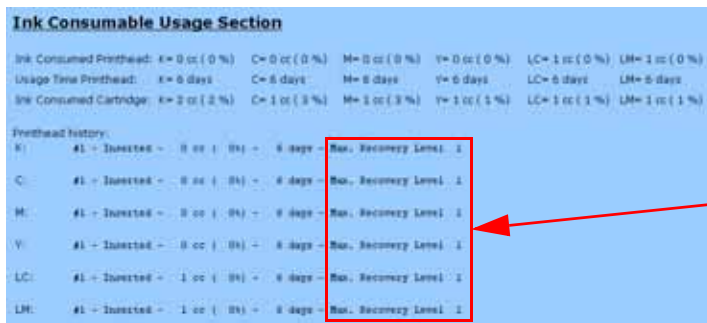 Ink Consumable Usage Section
Ink Consumed Printhead: K= 0 cc ( 0 %) C= 0 cc ( 0 %) M= 0 cc ( 0 %) Y= 0 cc ( 0 %) LC= 1 cc ( 0 %) LM= 1 cc ( 0 %)
Usage Time Printhead: K= 6 days C= 6 days M= 6 days Y= 6 days LC= 6 days LM= 6 days
Ink Consumed Cartridge: K= 2 cc ( 2 %) C= 1 cc ( 3 %) M= 1 cc ( 3 %) Y= 1 cc ( 1 %) LC= 1 cc ( 1 %) LM= 1 cc ( 1 %)
Printhead history:
K: #1 - Inserted - 0 cc ( 0%) - 6 days - Max. Recovery Level 1
C: #1 - Inserted - 0 cc ( 0%) - 6 days - Max. Recovery Level 1
M: #1 - Inserted - 0 cc ( 0%) - 6 days - Max. Recovery Level 1
Y: #1 - Inserted - 0 cc ( 0%) - 6 days - Max. Recovery Level 1
LC: #1 - Inserted - 1 cc ( 0%) - 6 days - Max. Recovery Level 1
LM: #1 - Inserted - 1 cc ( 0%) - 6 days - Max. Recovery Level 1